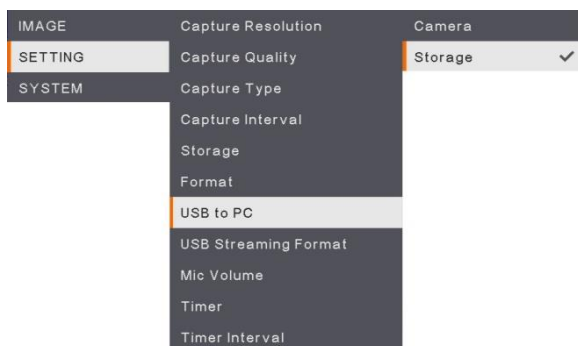 IMAGE
SETTING
SYSTEM
Capture Resolution
Capture Quality
Capture Type
Capture Interval
Storage
Format
USB to PC
USB Streaming Format
Mic Volume
Timer
Timer Interval
Camera
Storage